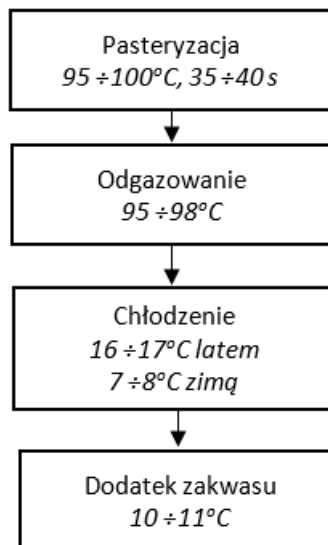 Pasteryzacja
95 ÷100°C, 35 ÷40 s
Odgazowanie
95 ÷98°C
Chłodzenie
16 ÷17°C latem
7 ÷8°C zimą
Dodatek zakwasu
10 ÷11°C